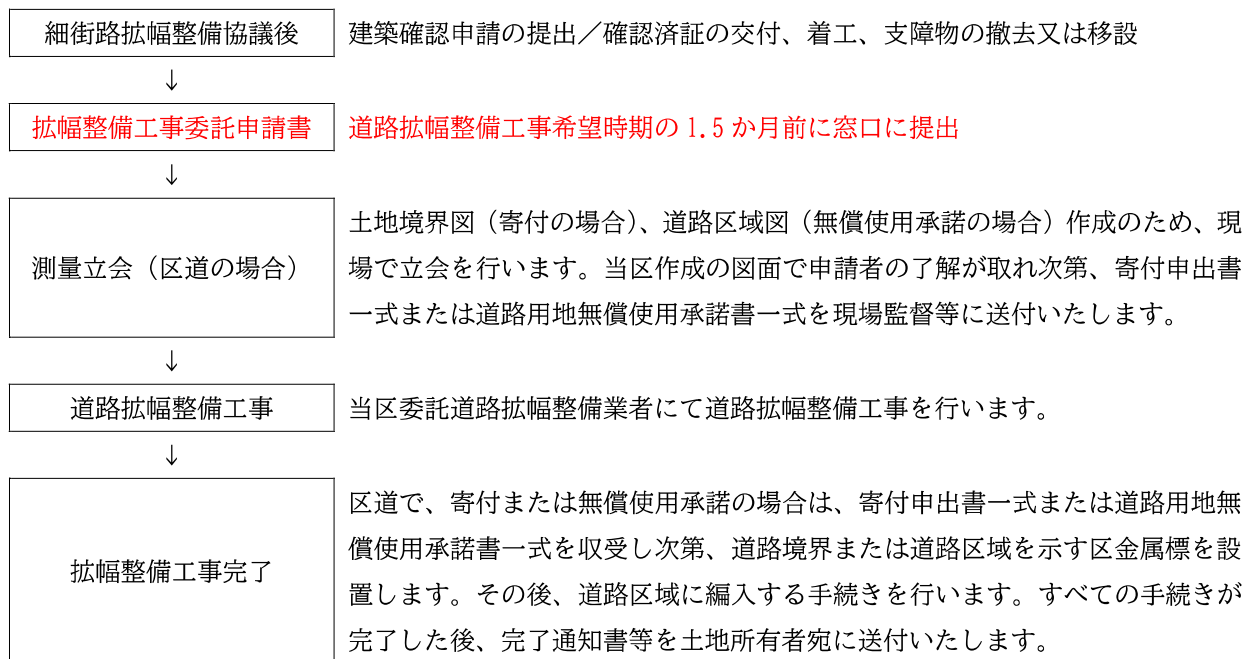 細街路拡幅整備協議後
建築確認申請の提出／確認済証の交付、着工、支障物の撤去又は移設
↓
拡幅整備工事委託申請書
道路拡幅整備工事希望時期の1.5か月前に窓口に提出
↓
測量立会（区道の場合）
土地境界図（寄付の場合）、道路区域図（無償使用承諾の場合）作成のため、現
場で立会を行います。当区作成の図面で申請者の了解が取れ次第、寄付申出書
一式または道路用地無償使用承諾書一式を現場監督等に送付いたします。
↓
道路拡幅整備工事
当区委託道路拡幅整備業者にて道路拡幅整備工事を行います。
↓
拡幅整備工事完了
区道で、寄付または無償使用承諾の場合は、寄付申出書一式または道路用地無
償使用承諾書一式を収受し次第、道路境界または道路区域を示す区金属標を設
置します。その後、道路区域に編入する手続きを行います。すべての手続きが
完了した後、完了通知書等を土地所有者宛に送付いたします。